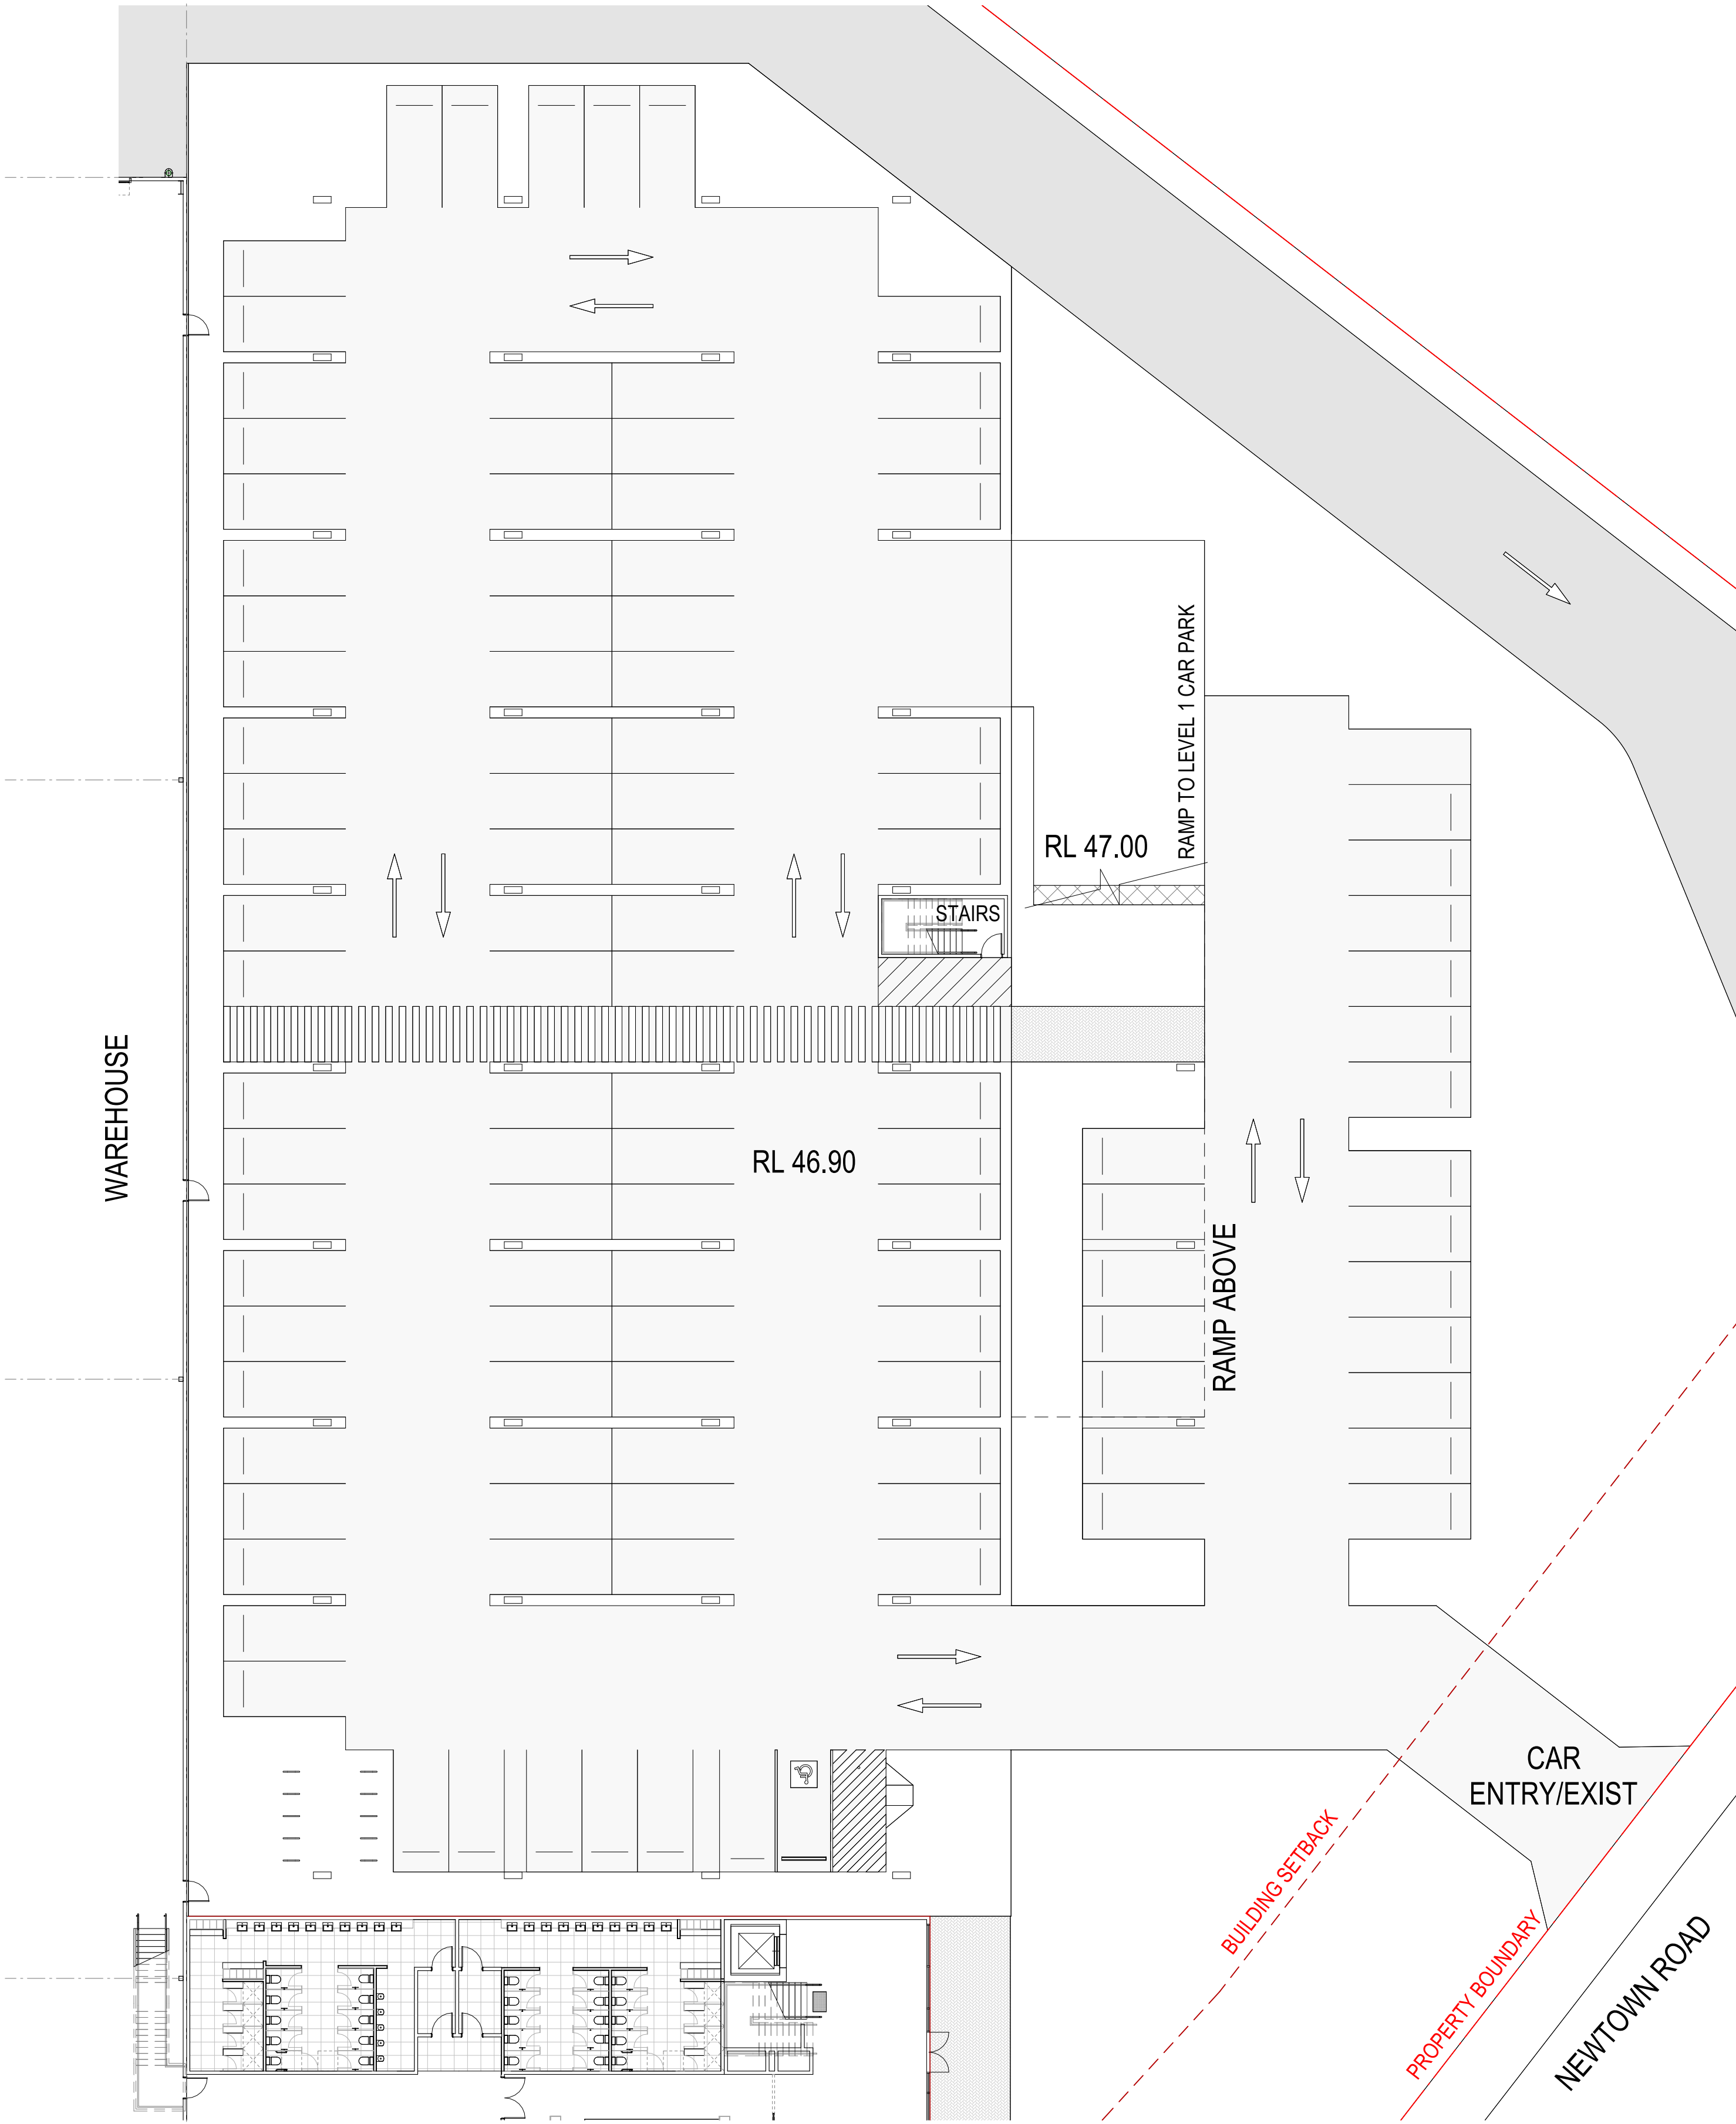 RAMP TO LEVEL 1 CAR PARK
RL 47.00
STAIRS
WAREHOUSE
RL 46.90
RAMP ABOVE
CAR
ENTRY/EXIST
BUILDING SETBACK
PROPERTY BOUNDARY
NEWTOWN ROAD